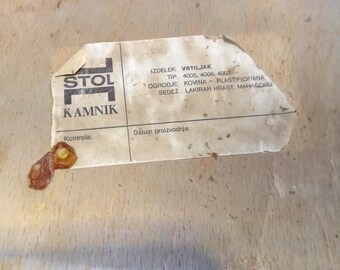 STOL
KAMNIK
IZDELEK: VRTILJAK
TIP: 4005, 4006, 4007
OGRODJE: KOVINA – PLASTIFICIRANA
SEDEŽ: LAKIRAN HRAST, MAHAGONIJ
Kontrola:
Datum proizvodnje: